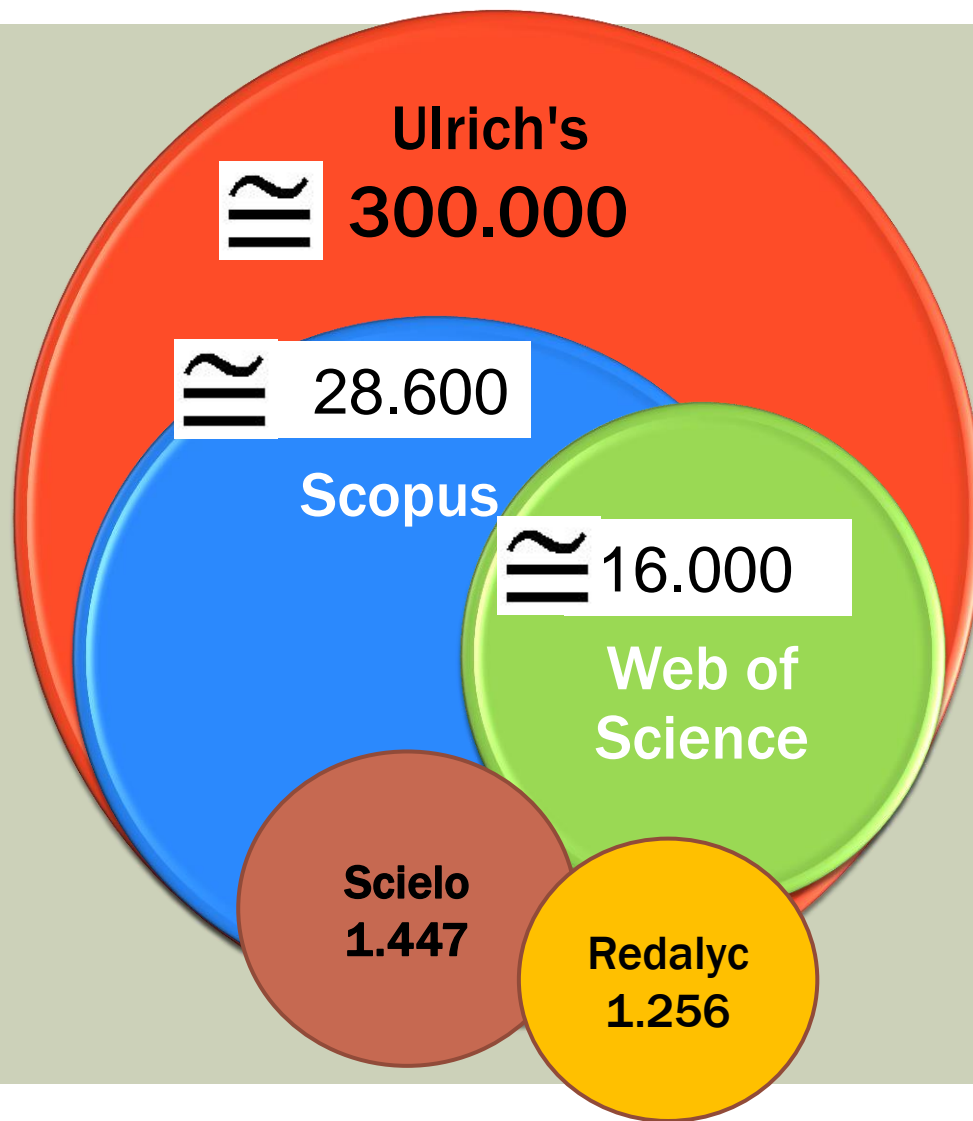 Ulrich's
≅ 300.000
≅ 28.600
Scopus
≅ 16.000
Web of
Science
Scielo
1.447
Redalyc
1.256